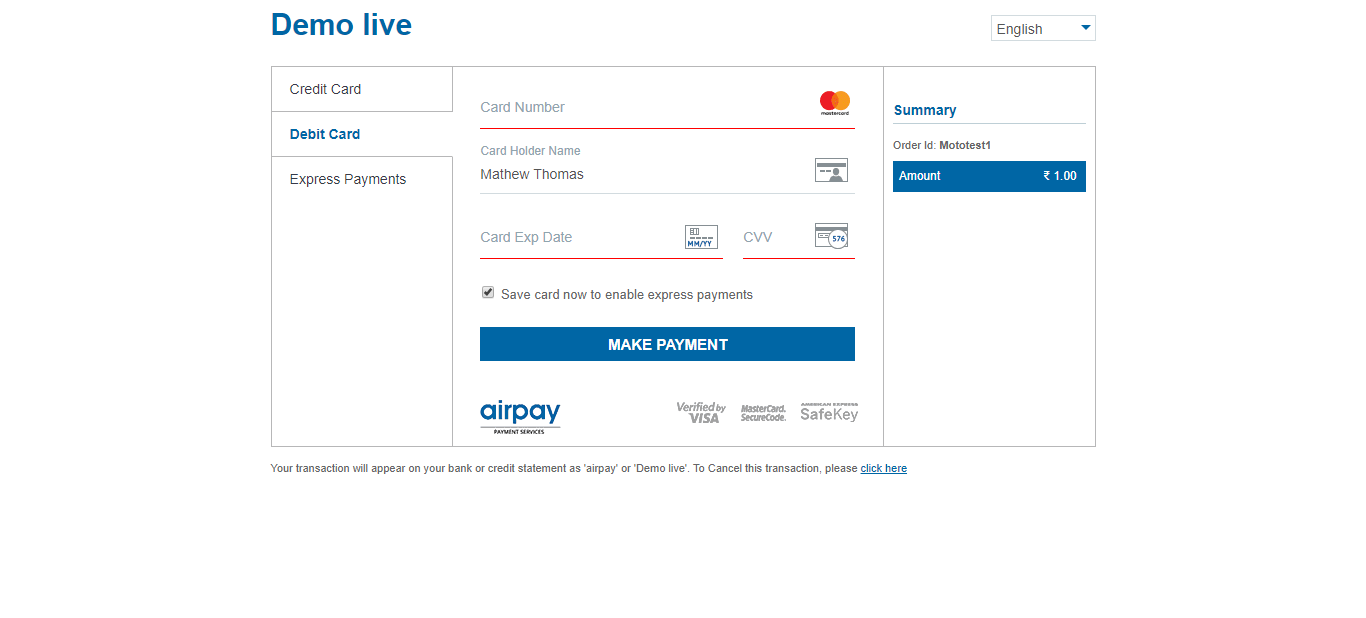 Demo live
English
Credit Card
Debit Card
Express Payments
Card Number
mastercard
Card Holder Name
Mathew Thomas
Card Exp Date
MM/YY
CVV
576
Save card now to enable express payments
MAKE PAYMENT
airpay
PAYMENT SERVICES
Verified by
VISA
MasterCard.
SecureCode.
AMERICAN EXPRESS
SafeKey
Summary
Order Id: Mototest1
Amount ₹ 1.00
Your transaction will appear on your bank or credit statement as 'airpay' or 'Demo live'. To Cancel this transaction, please click here